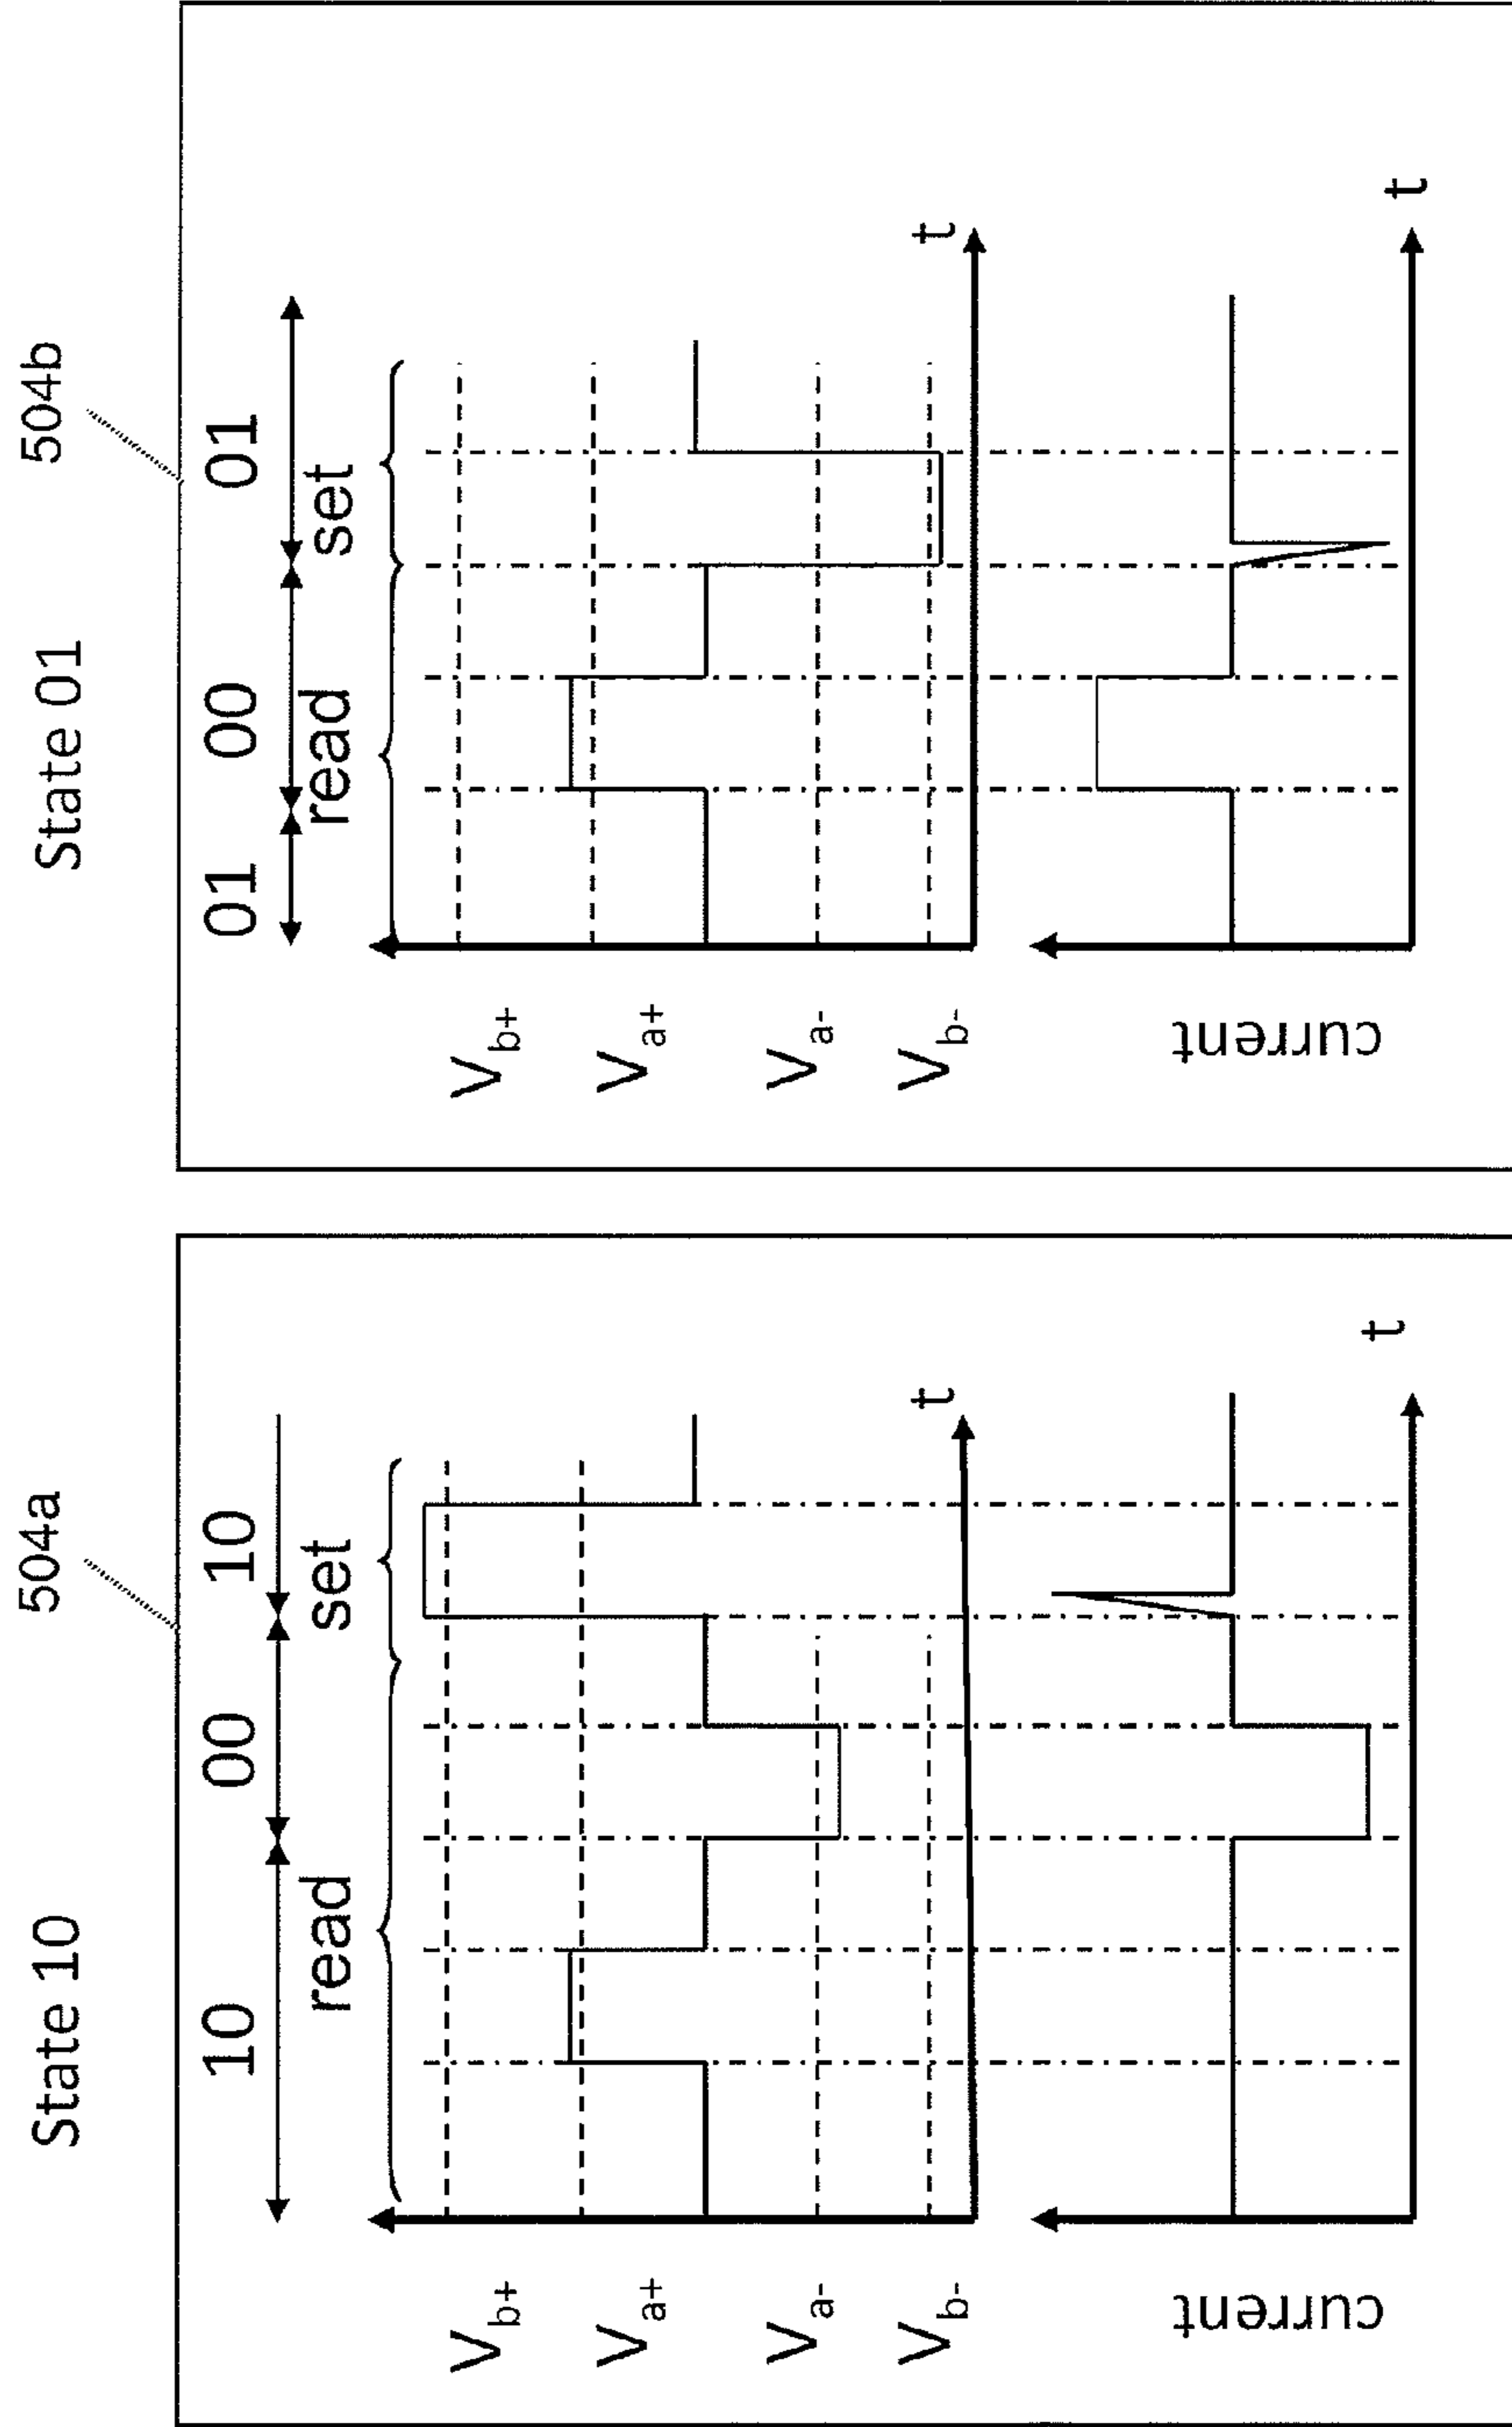 State 10
504a
10 00 10
read set
V b+
V a+
V a-
V b-
t
current
t
State 01
504b
01 00 01
read set
V b+
V a+
V a-
V b-
t
current
t